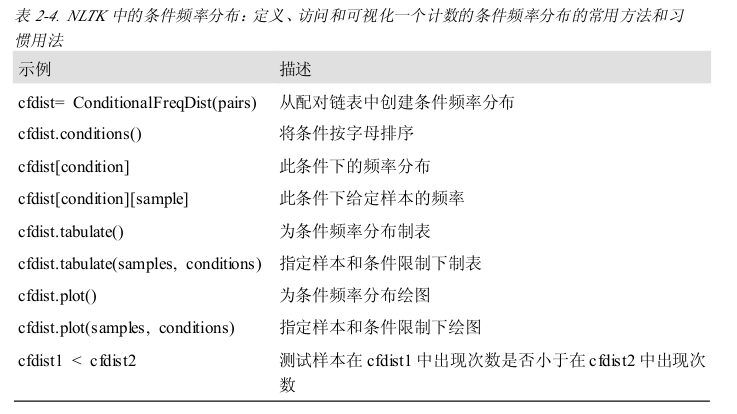 表 2-4. NLTK 中的条件频率分布：定义、访问和可视化一个计数的条件频率分布的常用方法和习
惯用法
示例 描述
cfdist= ConditionalFreqDist(pairs) 从配对链表中创建条件频率分布
cfdist.conditions() 将条件按字母排序
cfdist[condition] 此条件下的频率分布
cfdist[condition][sample] 此条件下给定样本的频率
cfdist.tabulate() 为条件频率分布制表
cfdist.tabulate(samples, conditions) 指定样本和条件限制下制表
cfdist.plot() 为条件频率分布绘图
cfdist.plot(samples, conditions) 指定样本和条件限制下绘图
cfdist1 < cfdist2 测试样本在 cfdist1 中出现次数是否小于在 cfdist2 中出现次
数